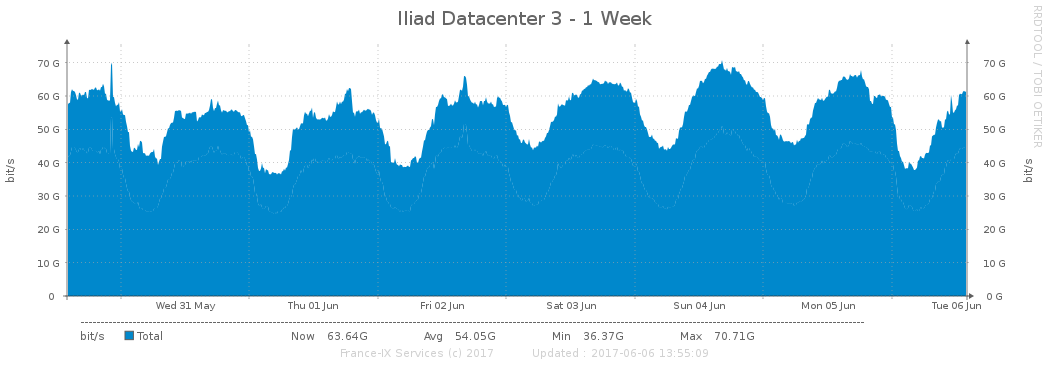 Iliad Datacenter 3 - 1 Week
RRDTOOL / TOBI OETIKER
bit/s
70 G 70 G
60 G 60 G
50 G 50 G
40 G 40 G
30 G 30 G
20 G 20 G
10 G 10 G
0 0 G
bit/s
Wed 31 May Thu 01 Jun Fri 02 Jun Sat 03 Jun Sun 04 Jun Mon 05 Jun Tue 06 Jun
bit/s Total Now 63.64G Avg 54.05G Min 36.37G Max 70.71G
France-IX Services (c) 2017 Updated : 2017-06-06 13:55:09